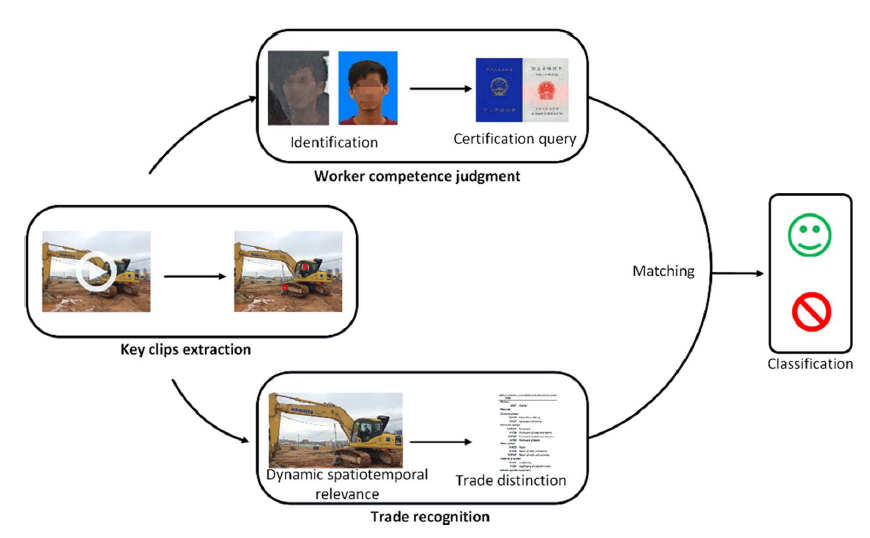 Identification
Certification query
Worker competence judgment
Key clips extraction
Matching
Classification
Dynamic spatiotemporal
relevance
Trade distinction
Trade recognition